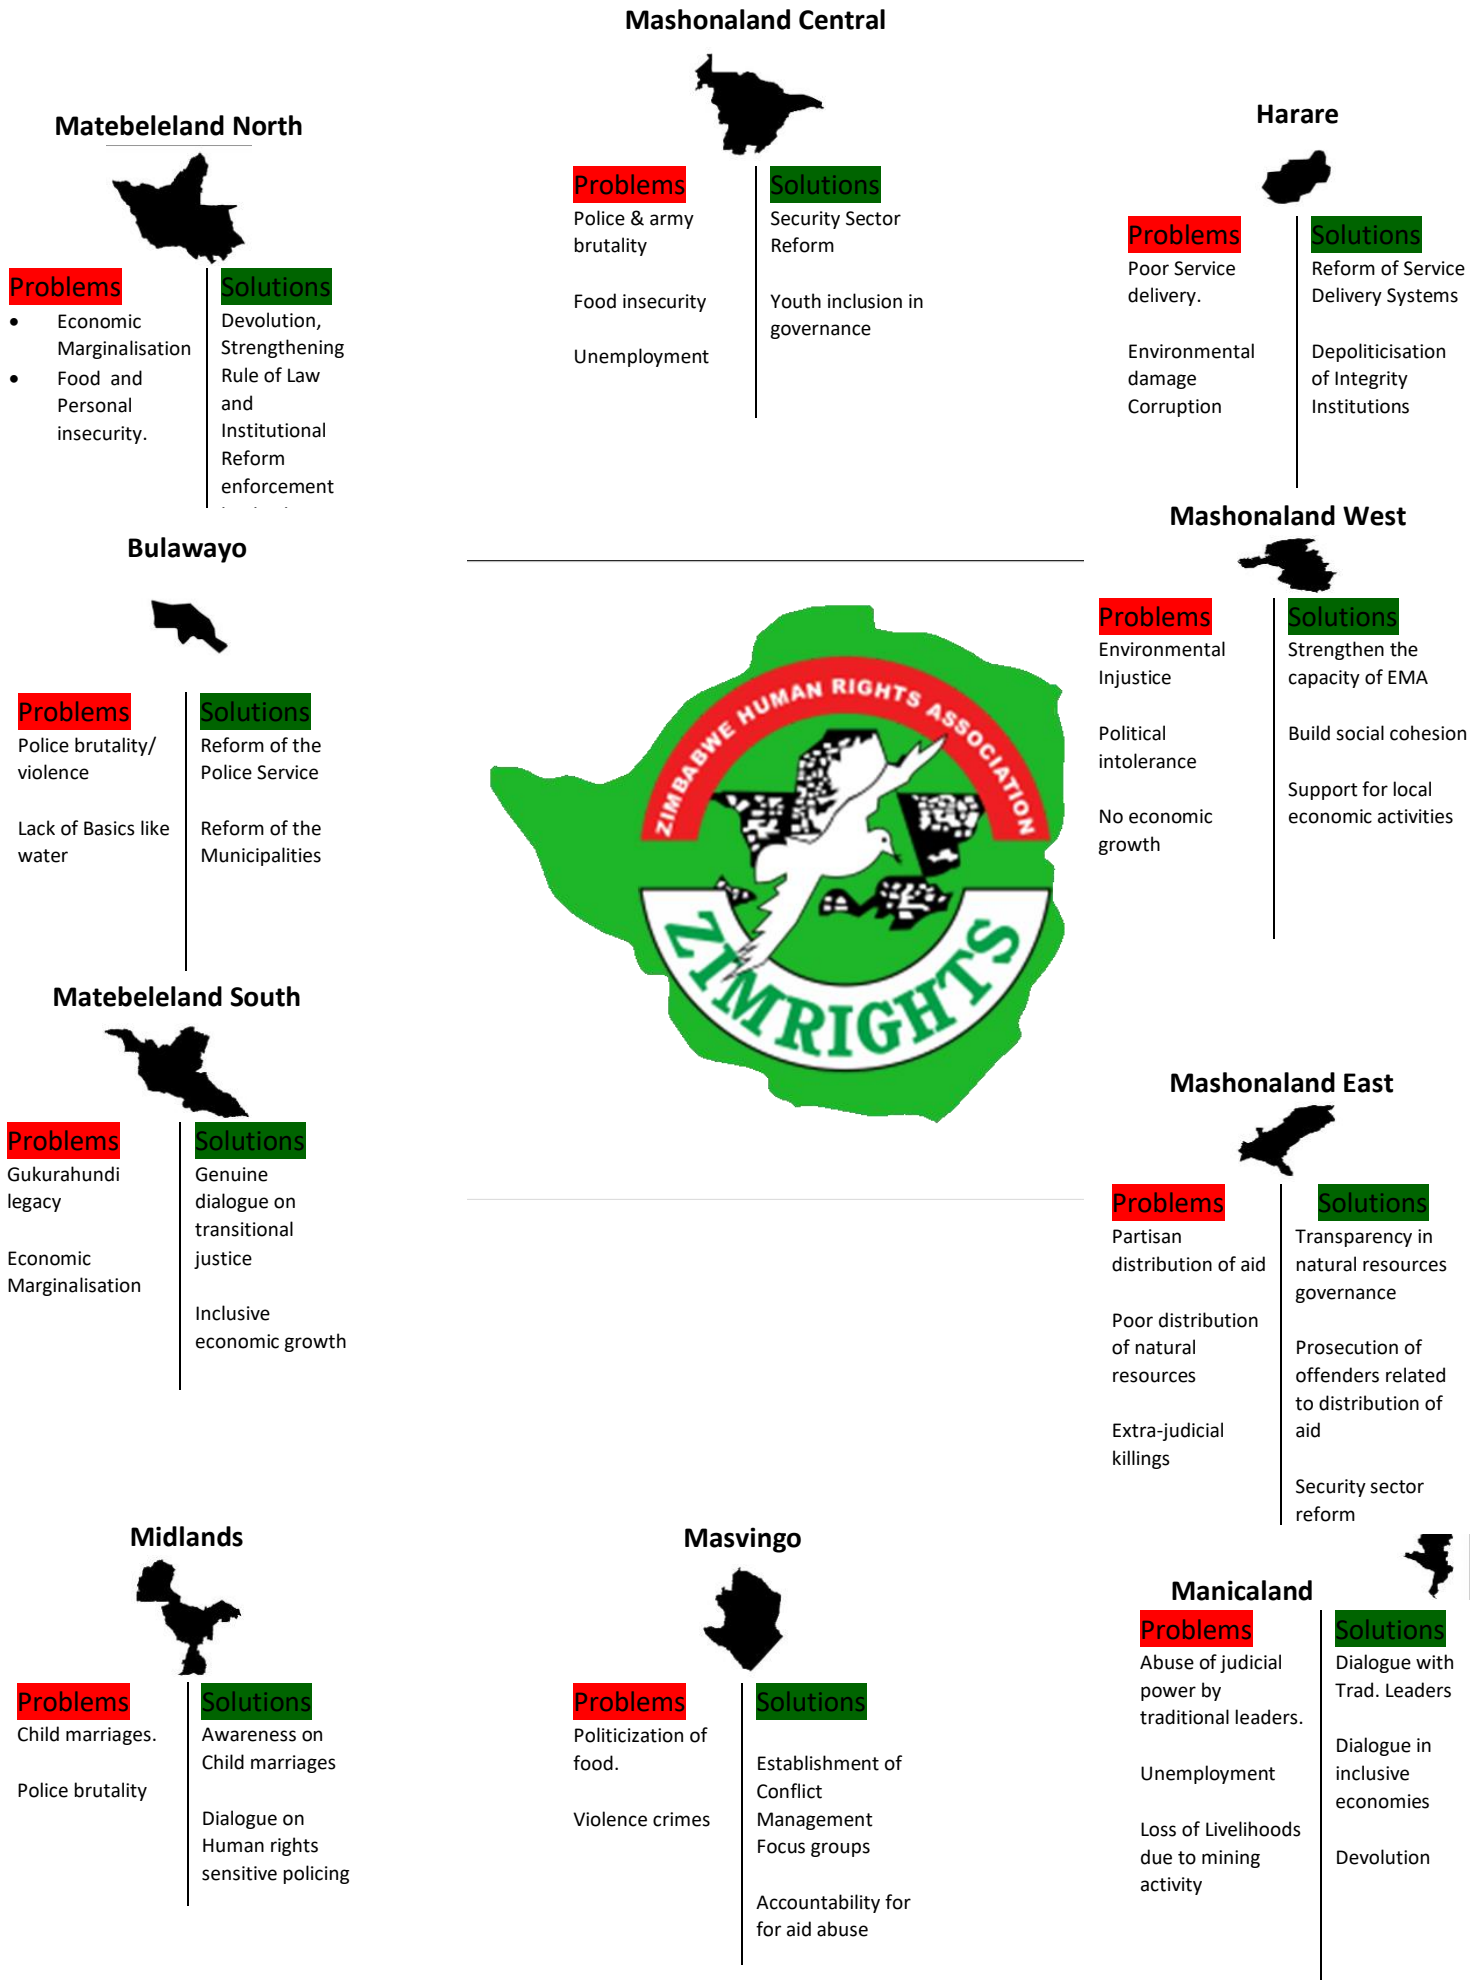 Mashonaland Central
Problems
Police & army
brutality
Food insecurity
Unemployment
Solutions
Security Sector
Reform
Youth inclusion in
governance
Harare
Problems
Poor Service
delivery.
Environmental
damage
Corruption
Solutions
Reform of Service
Delivery Systems
Depoliticisation
of Integrity
Institutions
Matebeleland North
Problems
• Economic
Marginalisation
• Food and
Personal
insecurity.
Solutions
Devolution,
Strengthening
Rule of Law
and
Institutional
Reform
enforcement
Mashonaland West
Problems
Environmental
Injustice
Political
intolerance
No economic
growth
Solutions
Strengthen the
capacity of EMA
Build social cohesion
Support for local
economic activities
Bulawayo
Problems
Police brutality/
violence
Lack of Basics like
water
Solutions
Reform of the
Police Service
Reform of the
Municipalities
ZIMBABWE HUMAN RIGHTS ASSOCIATION
ZIMRIGHTS
Matebeleland South
Problems
Gukurahundi
legacy
Economic
Marginalisation
Solutions
Genuine
dialogue on
transitional
justice
Inclusive
economic growth
Mashonaland East
Problems
Partisan
distribution of aid
Poor distribution
of natural
resources
Extra-judicial
killings
Solutions
Transparency in
natural resources
governance
Prosecution of
offenders related
to distribution of
aid
Security sector
reform
Midlands
Problems
Child marriages.
Police brutality
Solutions
Awareness on
Child marriages
Dialogue on
Human rights
sensitive policing
Masvingo
Problems
Politicization of
food.
Violence crimes
Solutions
Establishment of
Conflict
Management
Focus groups
Accountability for
for aid abuse
Manicaland
Problems
Abuse of judicial
power by
traditional leaders.
Unemployment
Loss of Livelihoods
due to mining
activity
Solutions
Dialogue with
Trad. Leaders
Dialogue in
inclusive
economies
Devolution